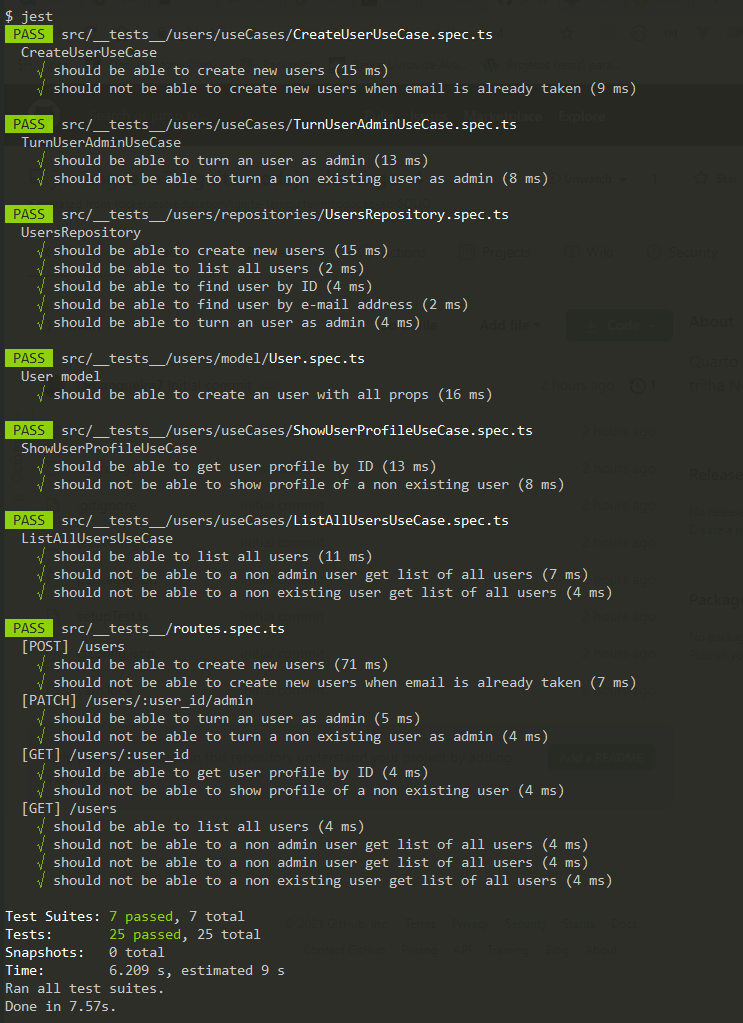 $ jest
PASS src/__tests__/users/useCases/CreateUserUseCase.spec.ts
CreateUserUseCase
√ should be able to create new users (15 ms)
√ should not be able to create new users when email is already taken (9 ms)
PASS src/__tests__/users/useCases/TurnUserAdminUseCase.spec.ts
TurnUserAdminUseCase
√ should be able to turn an user as admin (13 ms)
√ should not be able to turn a non existing user as admin (8 ms)
PASS src/__tests__/users/repositories/UsersRepository.spec.ts
UsersRepository
√ should be able to create new users (15 ms)
√ should be able to list all users (2 ms)
√ should be able to find user by ID (4 ms)
√ should be able to find user by e-mail address (2 ms)
√ should be able to turn an user as admin (4 ms)
PASS src/__tests__/users/model/User.spec.ts
User model
√ should be able to create an user with all props (16 ms)
PASS src/__tests__/users/useCases/ShowUserProfileUseCase.spec.ts
ShowUserProfileUseCase
√ should be able to get user profile by ID (13 ms)
√ should not be able to show profile of a non existing user (8 ms)
PASS src/__tests__/users/useCases/ListAllUsersUseCase.spec.ts
ListAllUsersUseCase
√ should be able to list all users (11 ms)
√ should not be able to a non admin user get list of all users (7 ms)
√ should not be able to a non existing user get list of all users (4 ms)
PASS src/__tests__/routes.spec.ts
[POST] /users
√ should be able to create new users (71 ms)
√ should not be able to create new users when email is already taken (7 ms)
[PATCH] /users/:user_id/admin
√ should be able to turn an user as admin (5 ms)
√ should not be able to turn a non existing user as admin (4 ms)
[GET] /users/:user_id
√ should be able to get user profile by ID (4 ms)
√ should not be able to show profile of a non existing user (4 ms)
[GET] /users
√ should be able to list all users (4 ms)
√ should not be able to a non admin user get list of all users (4 ms)
√ should not be able to a non admin user get list of all users (4 ms)
√ should not be able to a non existing user get list of all users (4 ms)
Test Suites: 7 passed, 7 total
Tests: 25 passed, 25 total
Snapshots: 0 total
Time: 6.209 s, estimated 9 s
Ran all test suites.
Done in 7.57s.